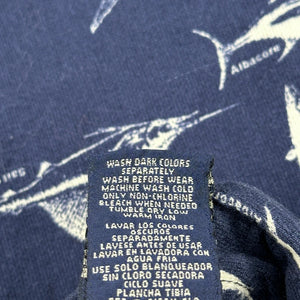 Albacore
Sail
WASH DARK COLORS
SEPARATELY
WASH BEFORE WEAR
MACHINE WASH COLD
ONLY NON-CHLORINE
BLEACH WHEN NEEDED
TUMBLE DRY LOW
WARM IRON
LAVAR LOS COLORES
OSCUROS
SEPARADAMENTE
LAVESE ANTES DE USAR
LAVAR EN LAVADORA CON
AGUA FRIA
USE SOLO BLANQUEADOR
SIN CLORO SECADORA
CICLO SUAVE
PLANCHA TIBIA